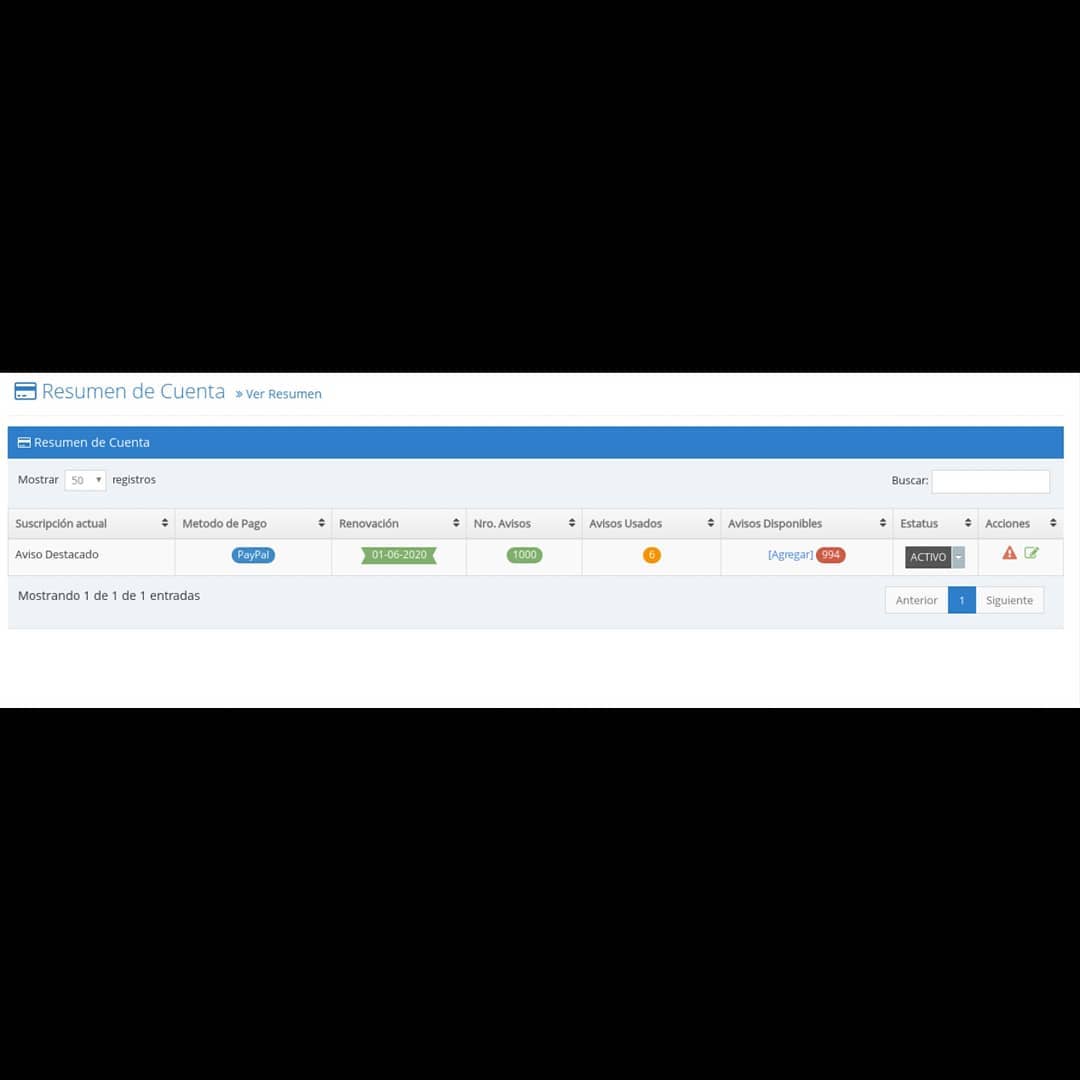 Resumen de Cuenta » Ver Resumen
Resumen de Cuenta
Mostrar 50 registros Buscar:
Suscripción actual Metodo de Pago Renovación Nro. Avisos Avisos Usados Avisos Disponibles Estatus Acciones
Aviso Destacado PayPal 01-06-2020 1000 6 [Agregar] 994 ACTIVO
Mostrando 1 de 1 de 1 entradas Anterior 1 Siguiente